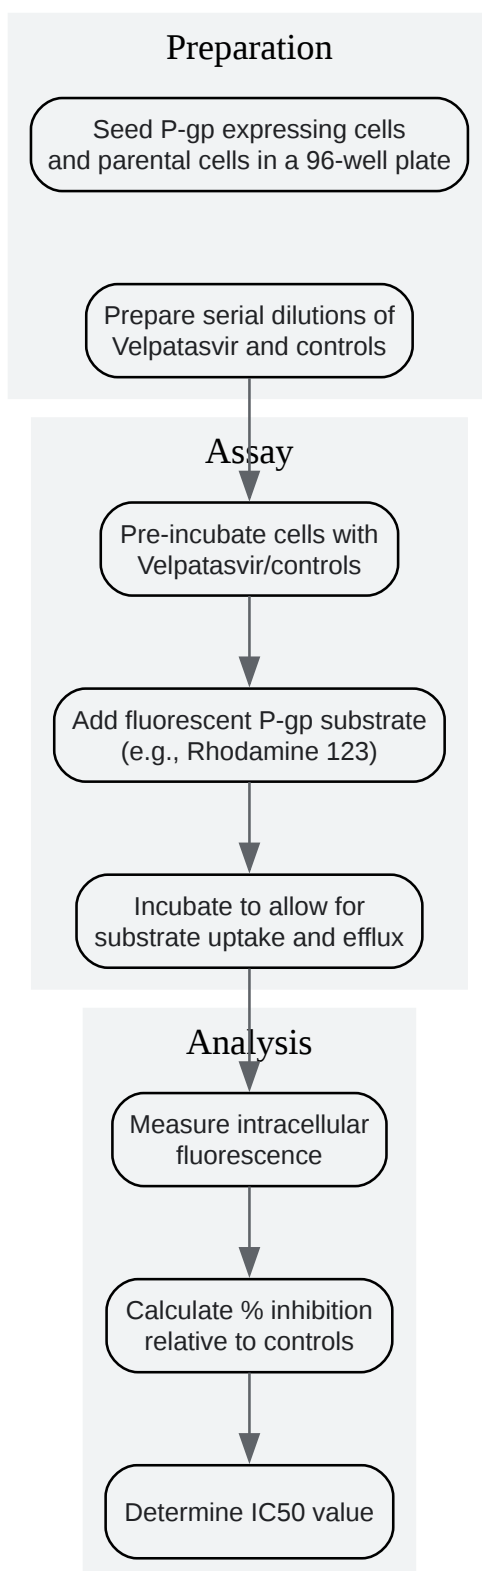 Preparation
Seed P-gp expressing cells
and parental cells in a 96-well plate
Prepare serial dilutions of
Velpatasvir and controls
Assay
Pre-incubate cells with
Velpatasvir/controls
Add fluorescent P-gp substrate
(e.g., Rhodamine 123)
Incubate to allow for
substrate uptake and efflux
Analysis
Measure intracellular
fluorescence
Calculate % inhibition
relative to controls
Determine IC50 value